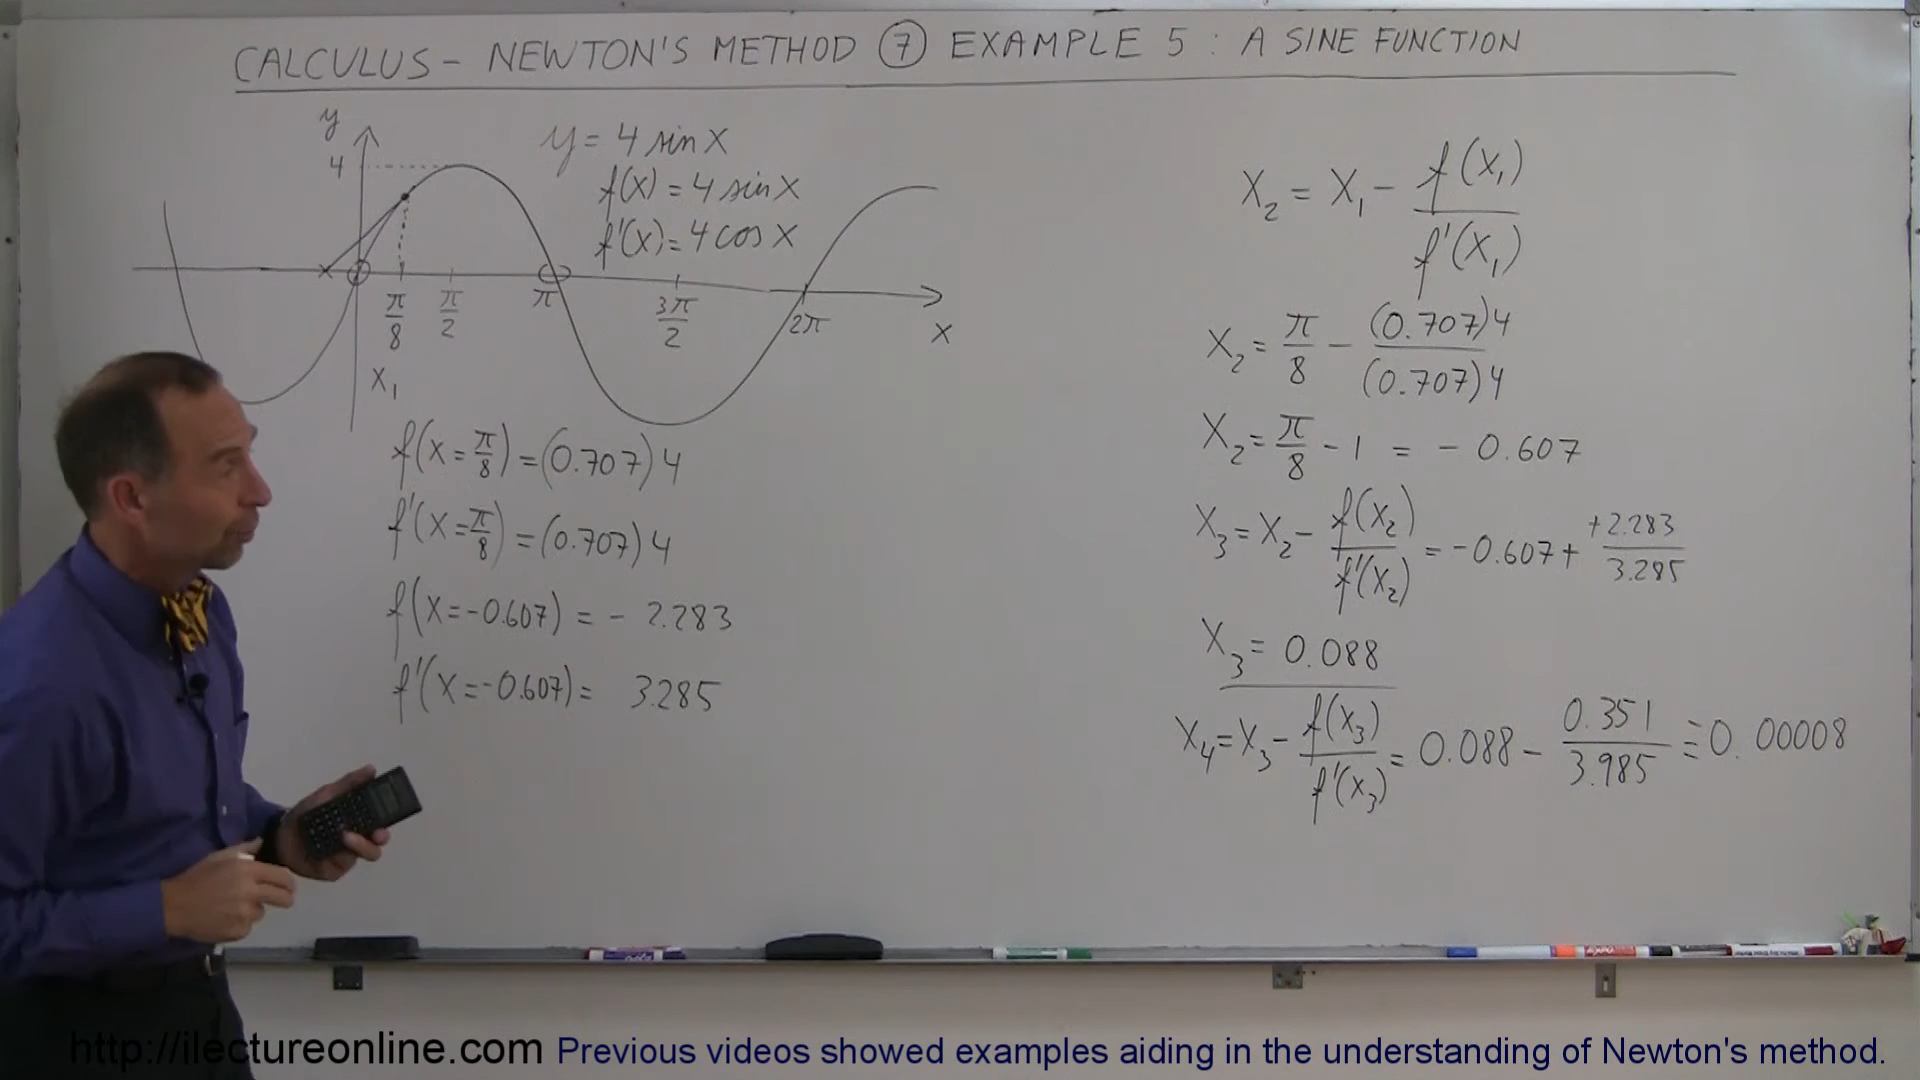 CALCULUS - NEWTON'S METHOD ⑦ EXAMPLE 5 : A SINE FUNCTION
y
4
y = 4 sin x
f(x) = 4 sin x
f'(x) = 4 cos x
π/8
π/2
π
3π/2
2π
x
x₁
f(x = π/8) = (0.707)4
f'(x = π/8) = (0.707)4
f(x = -0.607) = - 2.283
f'(x = -0.607) = 3.285
x₂ = x₁ - f(x₁)/f'(x₁)
x₂ = π/8 - (0.707)4/(0.707)4
x₂ = π/8 - 1 = - 0.607
x₃ = x₂ - f(x₂)/f'(x₂) = -0.607 + +2.283/3.285
x₃ = 0.088
x₄ = x₃ - f(x₃)/f'(x₃) = 0.088 - 0.351/3.985 = 0.00008
http://ilectureonline.com Previous videos showed examples aiding in the understanding of Newton's method.